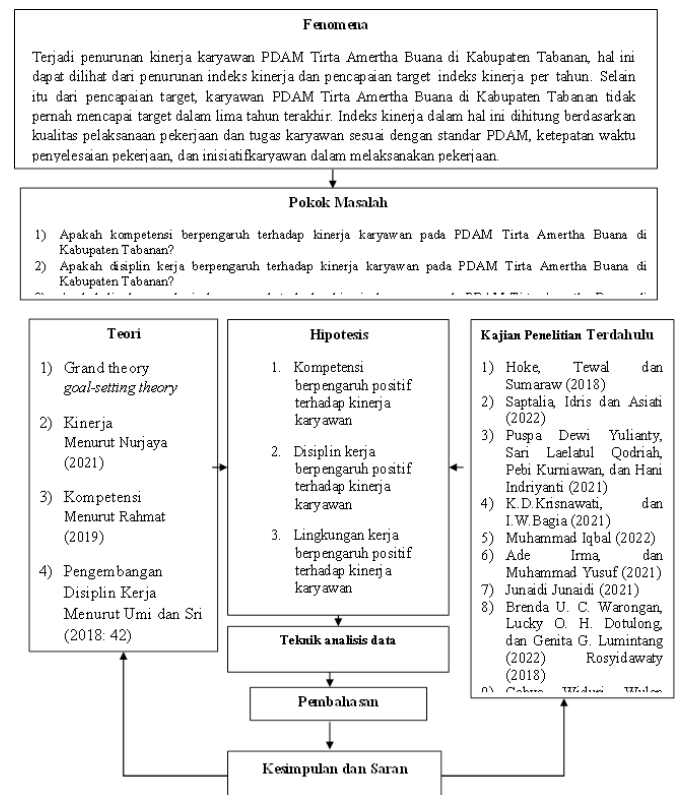 Fenomena
Terjadi penurunan kinerja karyawan PDAM Tirta Amertha Buana di Kabupaten Tabanan, hal ini
dapat dilihat dari penurunan indeks kinerja dan pencapaian target indeks kinerja per tahun. Selain
itu dari pencapaian target, karyawan PDAM Tirta Amertha Buana di Kabupaten Tabanan tidak
pernah mencapai target dalam lima tahun terakhir. Indeks kinerja dalam hal ini dihitung berdasarkan
kualitas pelaksanaan pekerjaan dan tugas karyawan sesuai dengan standar PDAM, ketepatan waktu
penyelesaian pekerjaan, dan inisiatifkaryawan dalam melaksanakan pekerjaan.
Pokok Masalah
1) Apakah kompetensi berpengaruh terhadap kinerja karyawan pada PDAM Tirta Amertha Buana di
Kabupaten Tabanan?
2) Apakah disiplin kerja berpengaruh terhadap kinerja karyawan pada PDAM Tirta Amertha Buana di
Kabupaten Tabanan?
Teori
1) Grand theory
goal-setting theory
2) Kinerja
Menurut Nurjaya
(2021)
3) Kompetensi
Menurut Rahmat
(2019)
4) Pengembangan
Disiplin Kerja
Menurut Umi dan Sri
(2018: 42)
Hipotesis
1. Kompetensi
berpengaruh positif
terhadap kinerja
karyawan
2. Disiplin kerja
berpengaruh positif
terhadap kinerja
karyawan
3. Lingkungan kerja
berpengaruh positif
terhadap kinerja
karyawan
Kajian Penelitian Terdahulu
1) Hoke, Tewal dan
Sumaraw (2018)
2) Saptalia, Idris dan Asiati
(2022)
3) Puspa Dewi Yulianty,
Sari Laelatul Qodriah,
Pebi Kurniawan, dan Hani
Indriyanti (2021)
4) K.D.Krisnawati, dan
I.W.Bagia (2021)
5) Muhammad Iqbal (2022)
6) Ade Irma, dan
Muhammad Yusuf (2021)
7) Junaidi Junaidi (2021)
8) Brenda U. C. Warongan,
Lucky O. H. Dotulong,
dan Genita G. Lumintang
(2022) Rosyidawaty
(2018)
Teknik analisis data
Pembahasan
Kesimpulan dan Saran